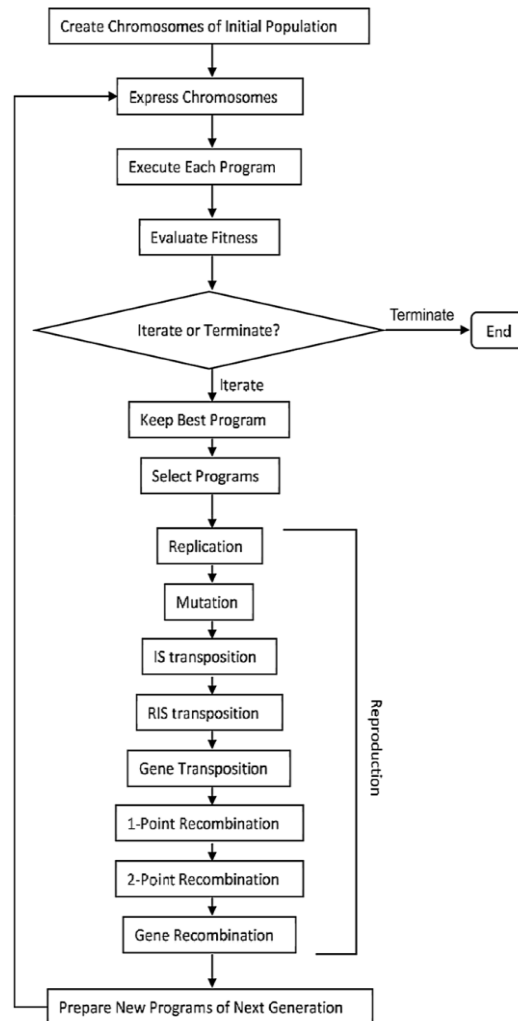 Create Chromosomes of Initial Population
Express Chromosomes
Execute Each Program
Evaluate Fitness
Iterate or Terminate?
Terminate
End
Iterate
Keep Best Program
Select Programs
Replication
Mutation
IS transposition
RIS transposition
Gene Transposition
1-Point Recombination
2-Point Recombination
Gene Recombination
Reproduction
Prepare New Programs of Next Generation